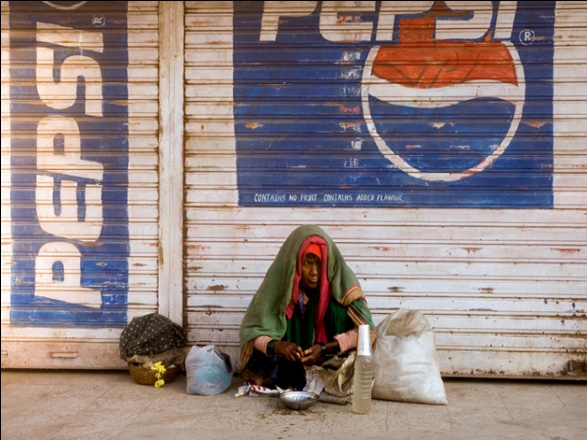 PEPSI
®
PEPSI
®
CONTAINS NO FRUIT CONTAINS ADDED FLAVOUR